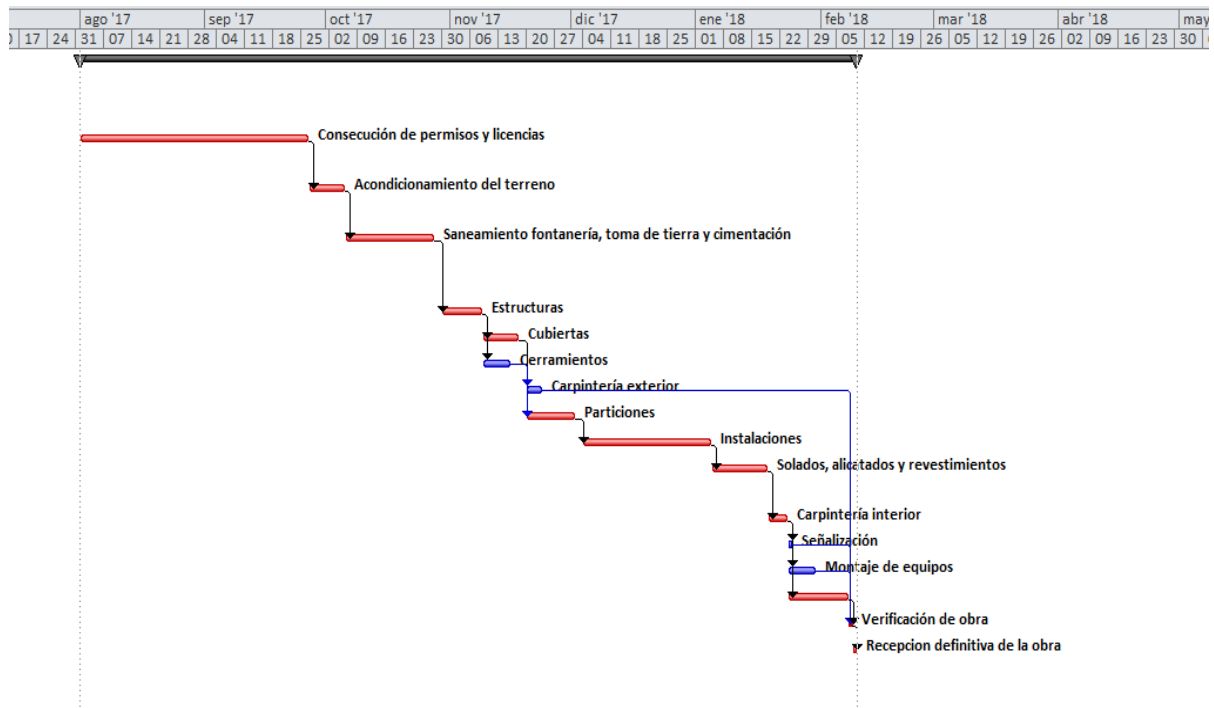 ago '17 sep '17 oct '17 nov '17 dic '17 ene '18 feb '18 mar '18 abr '18 may
17 24 31 07 14 21 28 04 11 18 25 02 09 16 23 30 06 13 20 27 04 11 18 25 01 08 15 22 29 05 12 19 26 05 12 19 26 02 09 16 23 30
Consecución de permisos y licencias
Acondicionamiento del terreno
Saneamiento fontanería, toma de tierra y cimentación
Estructuras
Cubiertas
Cerramientos
Carpintería exterior
Particiones
Instalaciones
Solados, alicatados y revestimientos
Carpintería interior
Señalización
Montaje de equipos
Verificación de obra
Recepcion definitiva de la obra